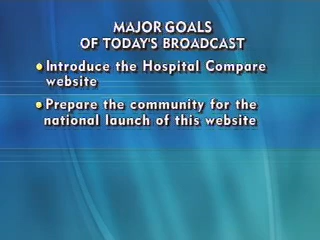 MAJOR GOALS
OF TODAY'S BROADCAST
Introduce the Hospital Compare
website
Prepare the community for the
national launch of this website